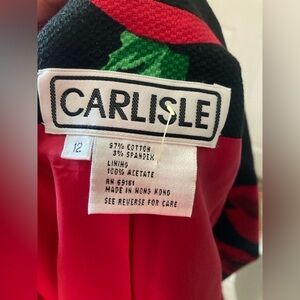 CARLISLE
12
97% COTTON
3% SPANDEX
LINING
100% ACETATE
RN 69161
MADE IN HONG KONG
SEE REVERSE FOR CARE